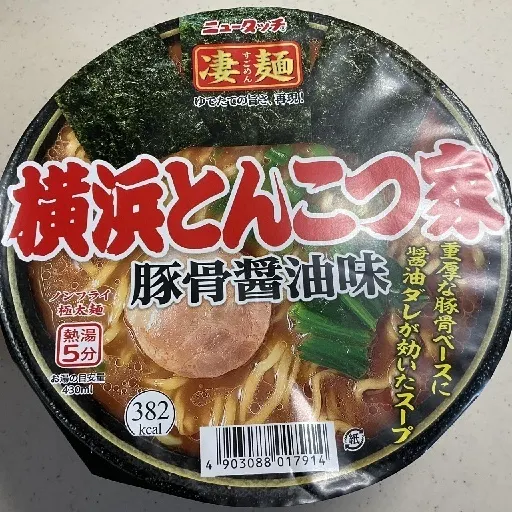 ニュータッチ
凄麺
すごめん
ゆでたての旨さ、再現!
横浜とんこつ家
豚骨醤油味
重厚な豚骨ベースに
醤油タレが効いたスープ
ノンフライ
極太麺
熱湯
5分
お湯の目安量
430ml
382
kcal
4 903088 017914
紙